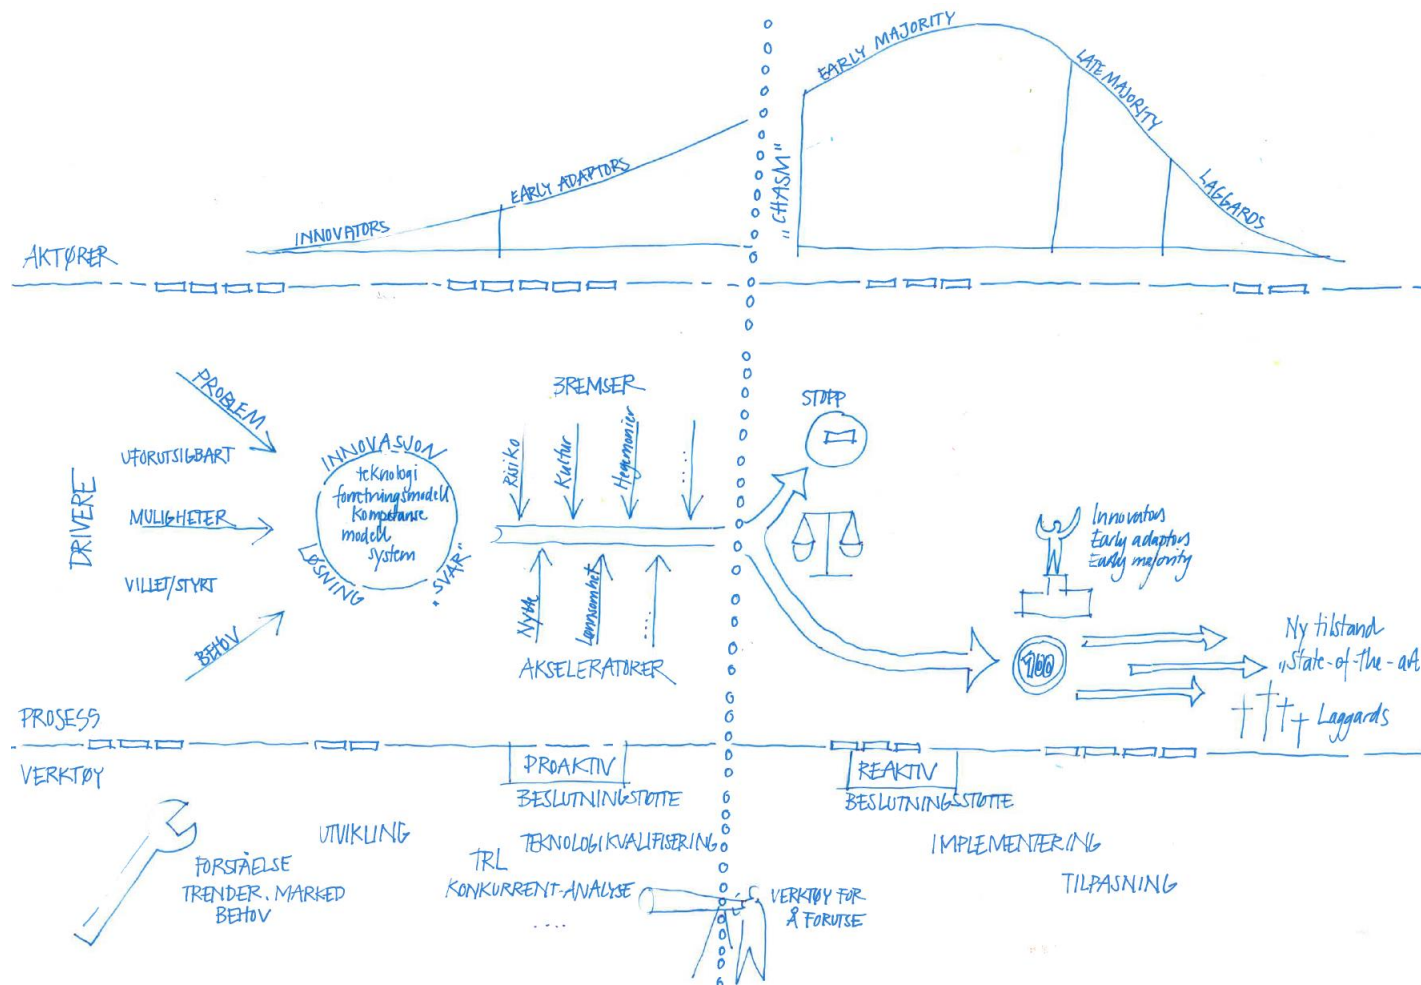 EARLY MAJORITY
LATE MAJORITY
LAGGARDS
"CHASM"
EARLY ADAPTORS
INNOVATORS
AKTØRER
DRIVERE
PROBLEM
UFORUTSIGBART
MULIGHETER
VILLET/STYRT
BEHOV
INNOVASJON
teknologi
forretningsmodell
kompetanse
modell
system
LØSNING
"SVAR"
BREMSER
Risiko
Kultur
Hegemonier
....
Nytte
Lønnsomhet
....
AKSELERATORER
STOPP
Innovators
Early adaptors
Early majority
Ny tilstand
"State-of-the-art
Laggards
PROSESS
VERKTØY
PROAKTIV
BESLUTNINGSTØTTE
REAKTIV
BESLUTNINGSSTØTTE
UTVIKLING
TEKNOLOGIKVALIFISERING
IMPLEMENTERING
FORSTÅELSE
TRENDER, MARKED
BEHOV
TRL
KONKURRENT-ANALYSE
....
VERKTØY FOR
Å FORUTSE
TILPASNING